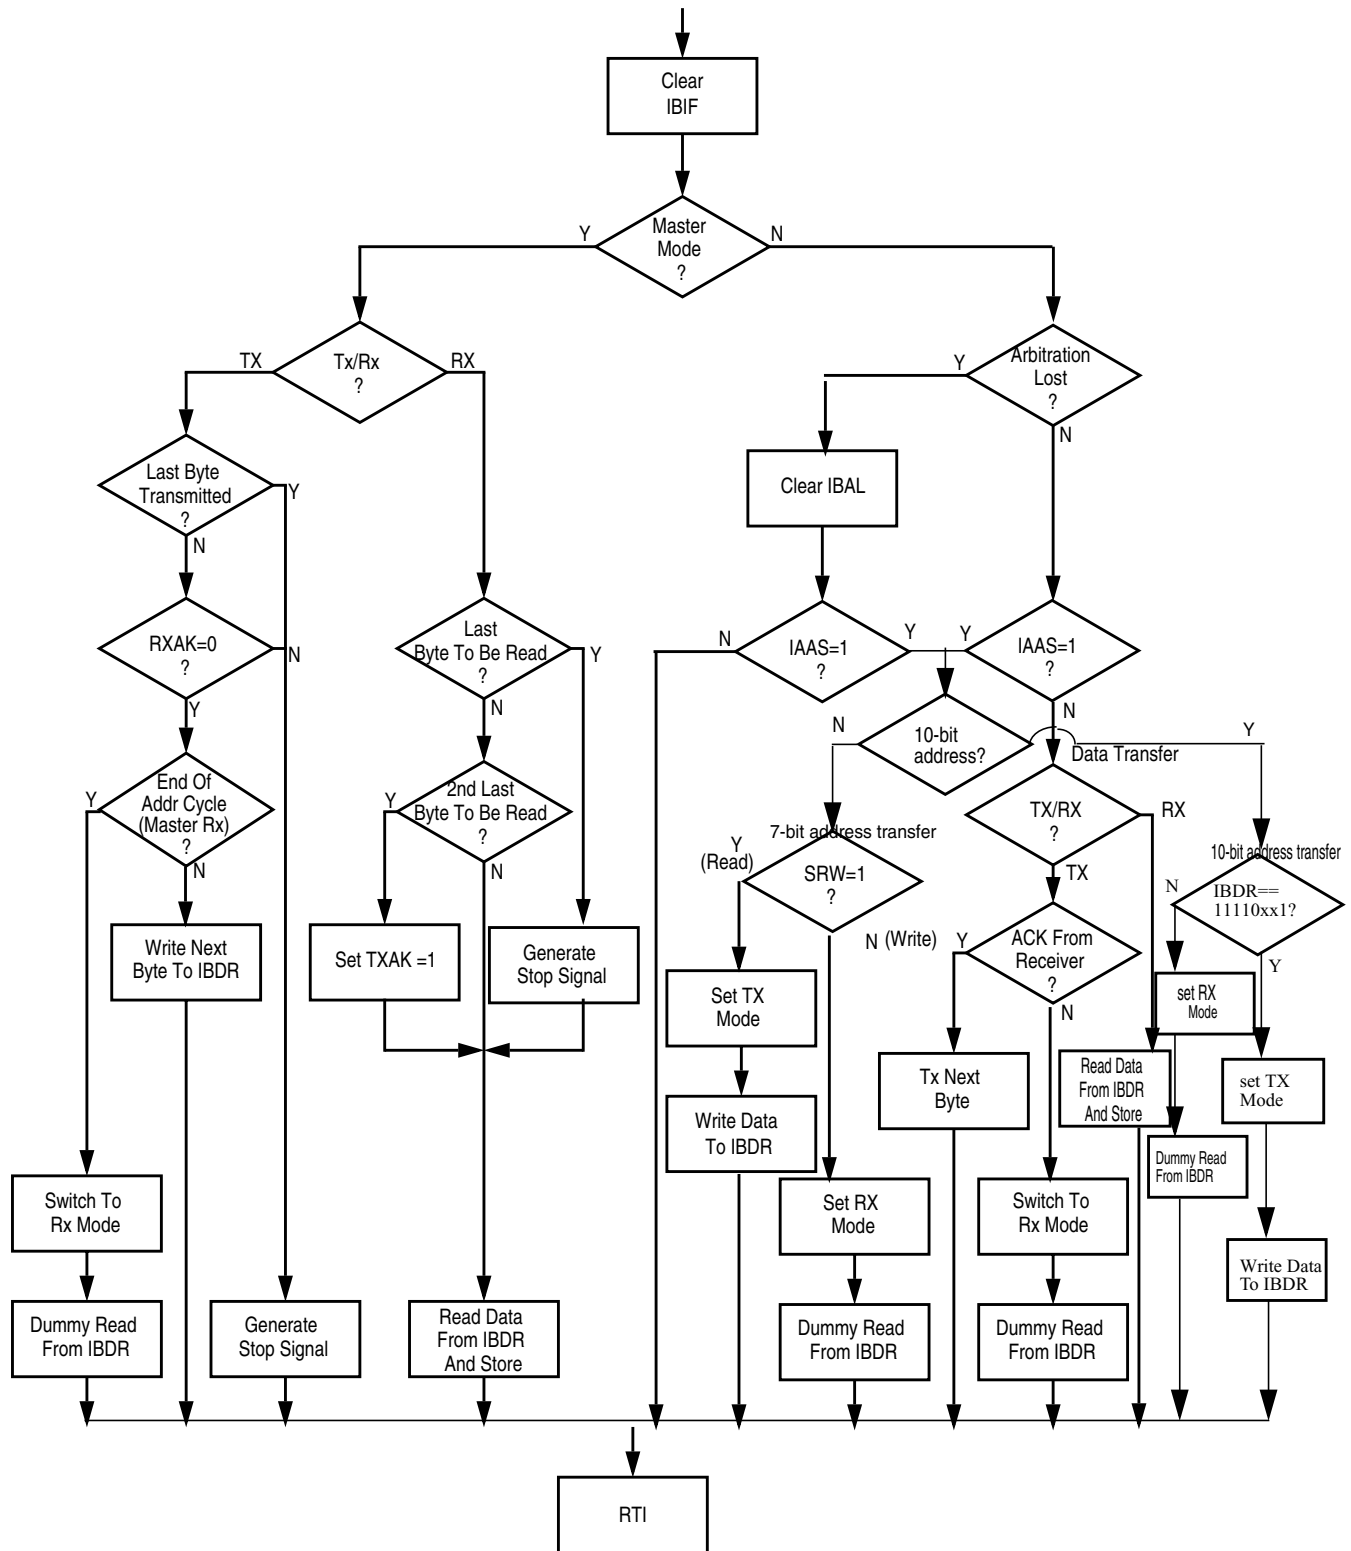 Clear
IBIF
Master
Mode
?
Y
N
Tx/Rx
?
TX
RX
Arbitration
Lost
?
Y
N
Last Byte
Transmitted
?
Y
N
Clear IBAL
RXAK=0
?
N
Y
Last
Byte To Be Read
?
Y
N
IAAS=1
?
N
Y
IAAS=1
?
Y
N
10-bit
address?
N
Y
Data Transfer
End Of
Addr Cycle
(Master Rx)
?
Y
N
2nd Last
Byte To Be Read
?
Y
N
7-bit address transfer
SRW=1
?
Y
(Read)
N (Write)
TX/RX
?
RX
TX
10-bit address transfer
IBDR==
11110xx1?
N
Y
Write Next
Byte To IBDR
Set TXAK =1
Generate
Stop Signal
ACK From
Receiver
?
Y
N
Set TX
Mode
set RX
Mode
Tx Next
Byte
Read Data
From IBDR
And Store
set TX
Mode
Write Data
To IBDR
Dummy Read
From IBDR
Switch To
Rx Mode
Set RX
Mode
Switch To
Rx Mode
Write Data
To IBDR
Dummy Read
From IBDR
Generate
Stop Signal
Read Data
From IBDR
And Store
Dummy Read
From IBDR
Dummy Read
From IBDR
RTI